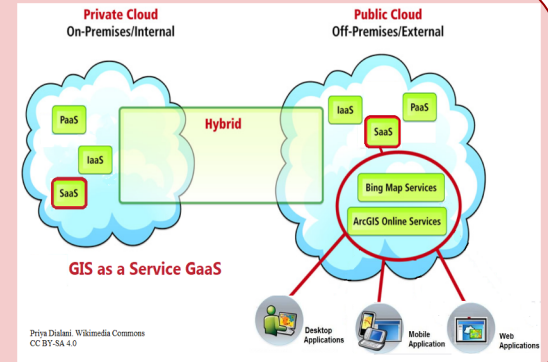 Private Cloud
On-Premises/Internal
Public Cloud
Off-Premises/External
PaaS
IaaS
SaaS
Hybrid
IaaS
PaaS
SaaS
Bing Map Services
ArcGIS Online Services
GIS as a Service GaaS
Desktop
Applications
Mobile
Application
Web
Applications
Priya Dialani. Wikimedia Commons
CC BY-SA 4.0